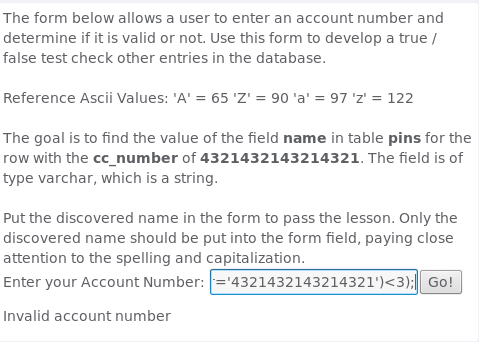 The form below allows a user to enter an account number and
determine if it is valid or not. Use this form to develop a true /
false test check other entries in the database.
Reference Ascii Values: 'A' = 65 'Z' = 90 'a' = 97 'z' = 122
The goal is to find the value of the field name in table pins for the
row with the cc_number of 4321432143214321. The field is of
type varchar, which is a string.
Put the discovered name in the form to pass the lesson. Only the
discovered name should be put into the form field, paying close
attention to the spelling and capitalization.
Enter your Account Number: ='4321432143214321')<3); Go!
Invalid account number